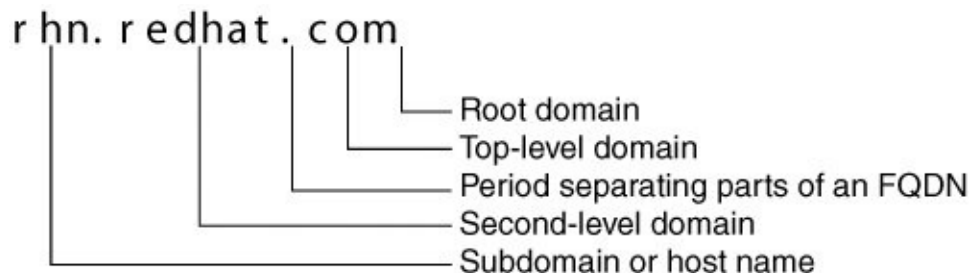 rhn.redhat.com
Root domain
Top-level domain
Period separating parts of an FQDN
Second-level domain
Subdomain or host name